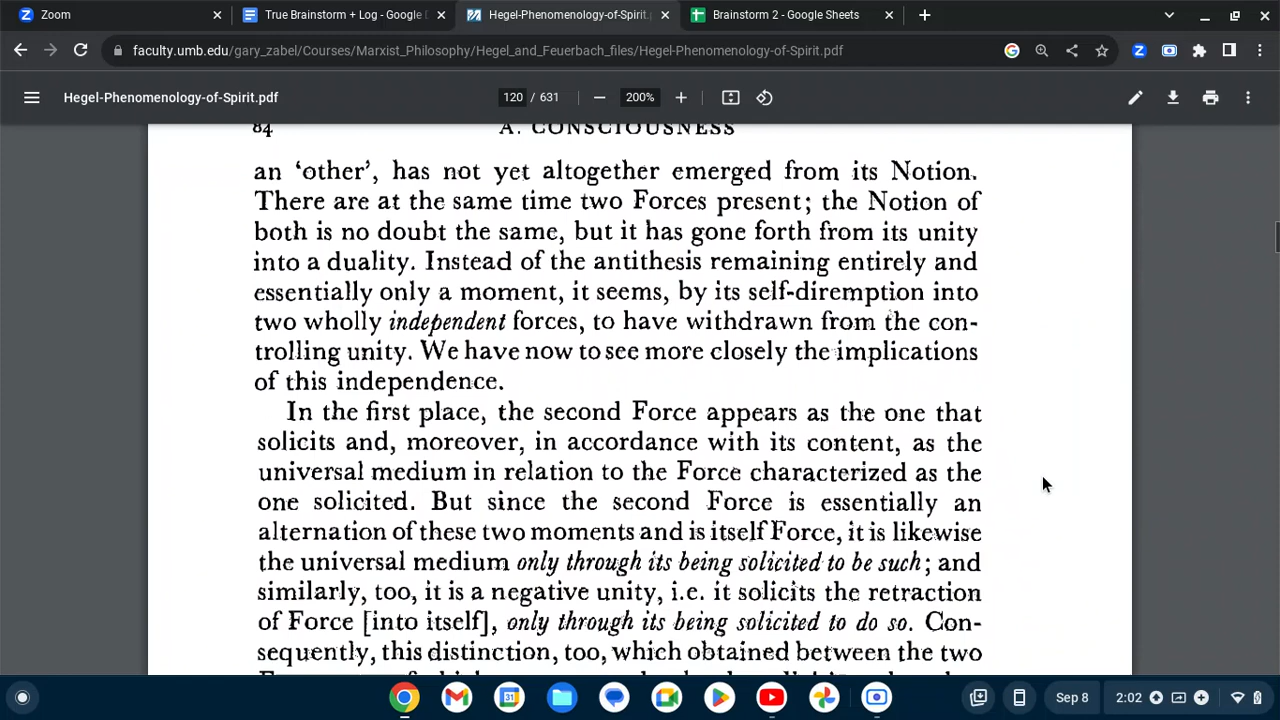 Zoom
True Brainstorm + Log - Google D
Hegel-Phenomenology-of-Spirit.p
Brainstorm 2 - Google Sheets
faculty.umb.edu/gary_zabel/Courses/Marxist_Philosophy/Hegel_and_Feuerbach_files/Hegel-Phenomenology-of-Spirit.pdf
Hegel-Phenomenology-of-Spirit.pdf
120 / 631
200%
84 A. CONSCIOUSNESS
an ‘other’, has not yet altogether emerged from its Notion.
There are at the same time two Forces present; the Notion of
both is no doubt the same, but it has gone forth from its unity
into a duality. Instead of the antithesis remaining entirely and
essentially only a moment, it seems, by its self-diremption into
two wholly independent forces, to have withdrawn from the con-
trolling unity. We have now to see more closely the implications
of this independence.
In the first place, the second Force appears as the one that
solicits and, moreover, in accordance with its content, as the
universal medium in relation to the Force characterized as the
one solicited. But since the second Force is essentially an
alternation of these two moments and is itself Force, it is likewise
the universal medium only through its being solicited to be such; and
similarly, too, it is a negative unity, i.e. it solicits the retraction
of Force [into itself], only through its being solicited to do so. Con-
sequently, this distinction, too, which obtained between the two
Sep 8
2:02